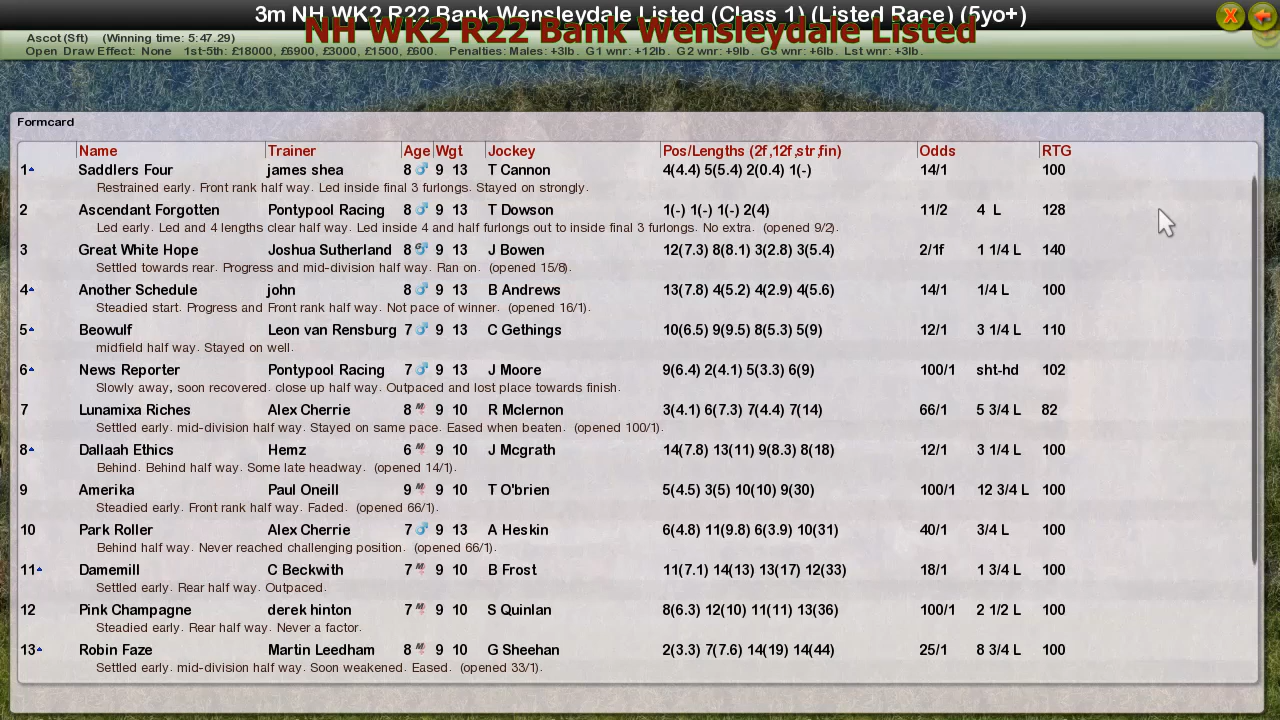 3m NH WK2 R22 Bank Wensleydale Listed (Class 1) (Listed Race) (5yo+)
NH WK2 R22 Bank Wensleydale Listed
Ascot(Sft) (Winning time: 5:47.29)
Open Draw Effect: None 1st-5th: £18000, £6900, £3000, £1500, £600. Penalties: Males: +3lb. G1 wnr: +12lb. G2 wnr: +9lb. G3 wnr: +6lb. Lst wnr: +3lb.
Formcard
Name Trainer Age Wgt Jockey Pos/Lengths (2f,12f,str,fin) Odds RTG
1 Saddlers Four james shea 8 9 13 T Cannon 4(4.4) 5(5.4) 2(0.4) 1(-) 14/1 100
Restrained early. Front rank half way. Led inside final 3 furlongs. Stayed on strongly.
2 Ascendant Forgotten Pontypool Racing 8 9 13 T Dowson 1(-) 1(-) 1(-) 2(4) 11/2 4 L 128
Led early. Led and 4 lengths clear half way. Led inside 4 and half furlongs out to inside final 3 furlongs. No extra. (opened 9/2).
3 Great White Hope Joshua Sutherland 8 9 13 J Bowen 12(7.3) 8(8.1) 3(2.8) 3(5.4) 2/1f 1 1/4 L 140
Settled towards rear. Progress and mid-division half way. Ran on. (opened 15/8).
4 Another Schedule john 8 9 13 B Andrews 13(7.8) 4(5.2) 4(2.9) 4(5.6) 14/1 1/4 L 100
Steadied start. Progress and Front rank half way. Not pace of winner. (opened 16/1).
5 Beowulf Leon van Rensburg 7 9 13 C Gethings 10(6.5) 9(9.5) 8(5.3) 5(9) 12/1 3 1/4 L 110
midfield half way. Stayed on well.
6 News Reporter Pontypool Racing 7 9 13 J Moore 9(6.4) 2(4.1) 5(3.3) 6(9) 100/1 sht-hd 102
Slowly away, soon recovered. close up half way. Outpaced and lost place towards finish.
7 Lunamixa Riches Alex Cherrie 8 9 10 R Mclernon 3(4.1) 6(7.3) 7(4.4) 7(14) 66/1 5 3/4 L 82
Settled early. mid-division half way. Stayed on same pace. Eased when beaten. (opened 100/1).
8 Dallaah Ethics Hemz 6 9 10 J Mcgrath 14(7.8) 13(11) 9(8.3) 8(18) 12/1 3 1/4 L 100
Behind. Behind half way. Some late headway. (opened 14/1).
9 Amerika Paul Oneill 9 9 10 T O'brien 5(4.5) 3(5) 10(10) 9(30) 100/1 12 3/4 L 100
Steadied early. Front rank half way. Faded. (opened 66/1).
10 Park Roller Alex Cherrie 7 9 13 A Heskin 6(4.8) 11(9.8) 6(3.9) 10(31) 40/1 3/4 L 100
Behind half way. Never reached challenging position. (opened 66/1).
11 Damemill C Beckwith 7 9 10 B Frost 11(7.1) 14(13) 13(17) 12(33) 18/1 1 3/4 L 100
Settled early. Rear half way. Outpaced.
12 Pink Champagne derek hinton 7 9 10 S Quinlan 8(6.3) 12(10) 11(11) 13(36) 100/1 2 1/2 L 100
Steadied early. Rear half way. Never a factor.
13 Robin Faze Martin Leedham 8 9 10 G Sheehan 2(3.3) 7(7.6) 14(19) 14(44) 25/1 8 3/4 L 100
Settled early. mid-division half way. Soon weakened. Eased. (opened 33/1).